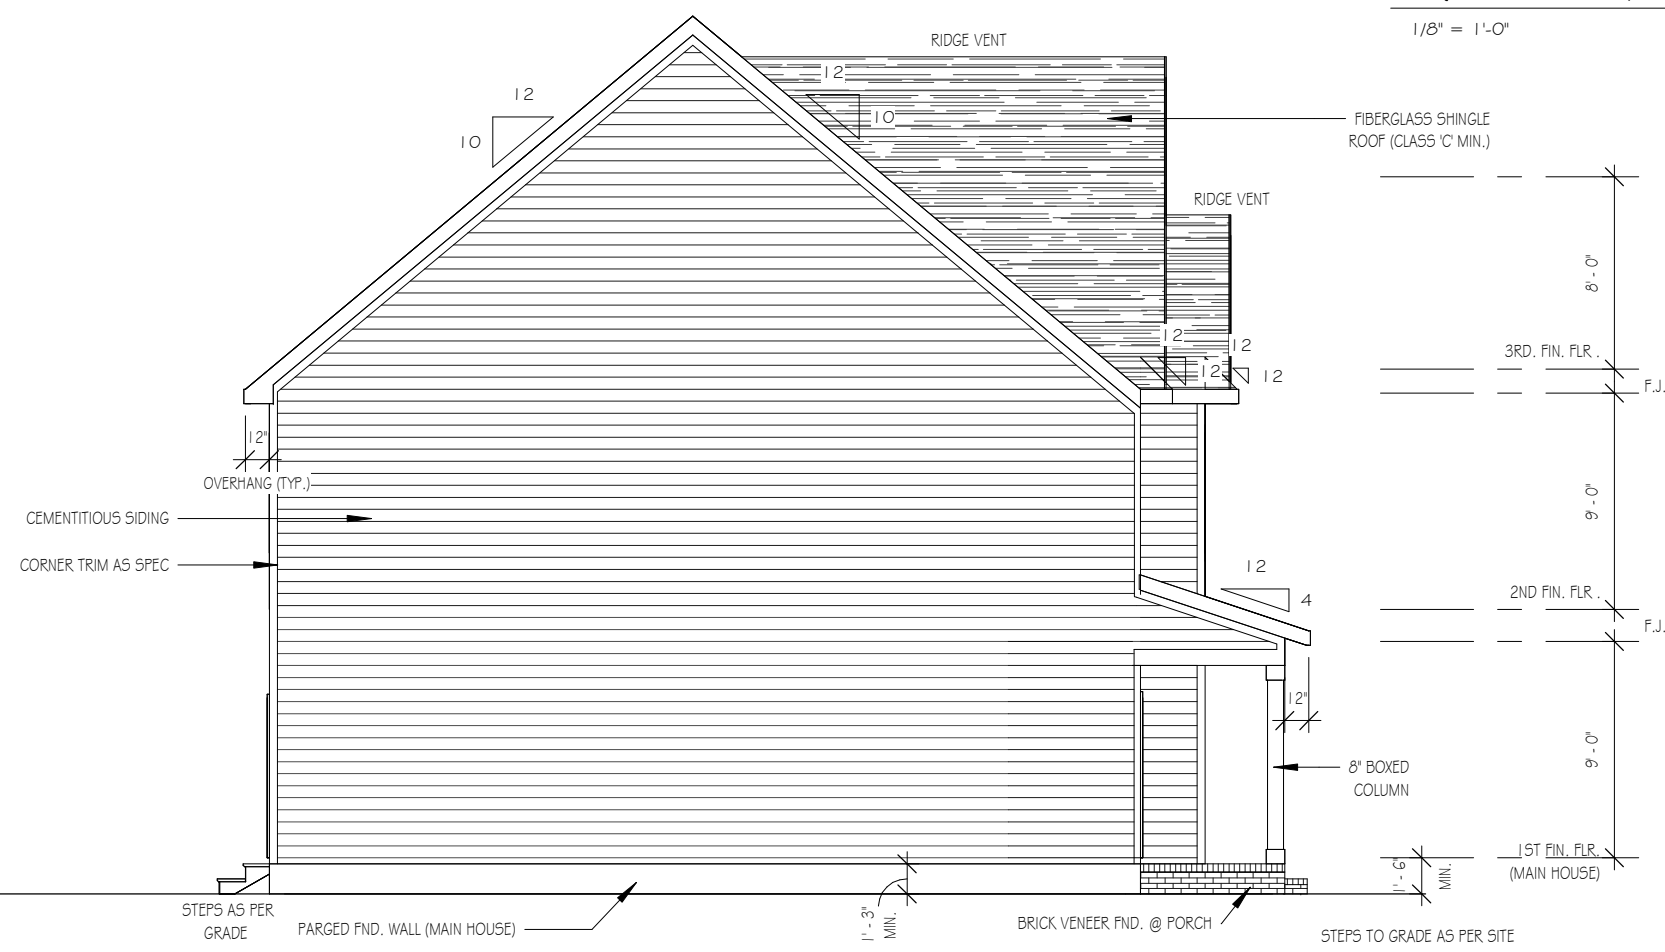 1/8" = 1'-0"
RIDGE VENT
12
10
12
10
FIBERGLASS SHINGLE
ROOF (CLASS 'C' MIN.)
RIDGE VENT
8'-0"
12
12
12
12
3RD. FIN. FLR.
F.J.
12"
OVERHANG (TYP.)
CEMENTITIOUS SIDING
CORNER TRIM AS SPEC
9'-0"
12
4
2ND FIN. FLR.
F.J.
12"
8" BOXED
COLUMN
9'-0"
1ST FIN. FLR.
(MAIN HOUSE)
1'-6"
MIN.
1'-3"
MIN.
STEPS AS PER
GRADE
PARGED FND. WALL (MAIN HOUSE)
BRICK VENEER FND. @ PORCH
STEPS TO GRADE AS PER SITE